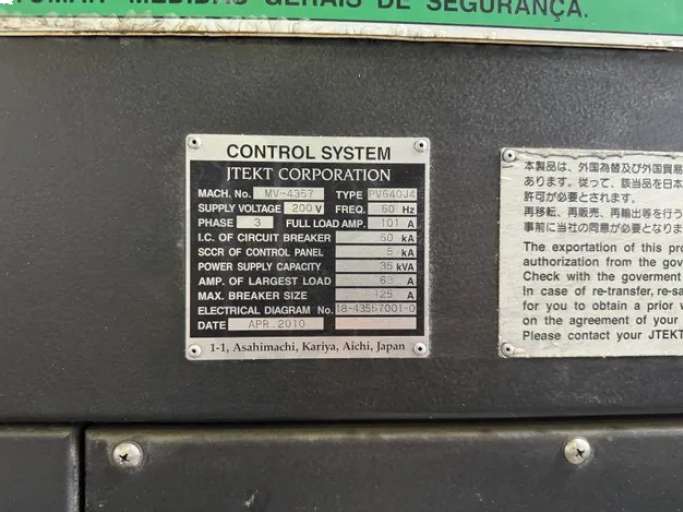 TOMAR MEDIDAS GERAIS DE SEGURANÇA.
CONTROL SYSTEM
JTEKT CORPORATION
MACH. No. MV-4357 TYPE PV640J4
SUPPLY VOLTAGE 200 V FREQ. 60 Hz
PHASE 3 FULL LOAD AMP. 101 A
I.C. OF CIRCUIT BREAKER 50 kA
SCCR OF CONTROL PANEL 5 kA
POWER SUPPLY CAPACITY 35 kVA
AMP. OF LARGEST LOAD 63 A
MAX. BREAKER SIZE 125 A
ELECTRICAL DIAGRAM No. 18-43567001-0
DATE APR.2010
1-1, Asahimachi, Kariya, Aichi, Japan
本製品は、外国為替及び外国貿易
あります。従って、該当品を日本
許可が必要とされます。
再移転、再販売、再輸出等を行う
事前に当社の同意が必要となりま
The exportation of this pro
authorization from the gov
Check with the goverment
In case of re-transfer, re-sa
for you to obtain a prior w
on the agreement of your
Please contact your JTEKT